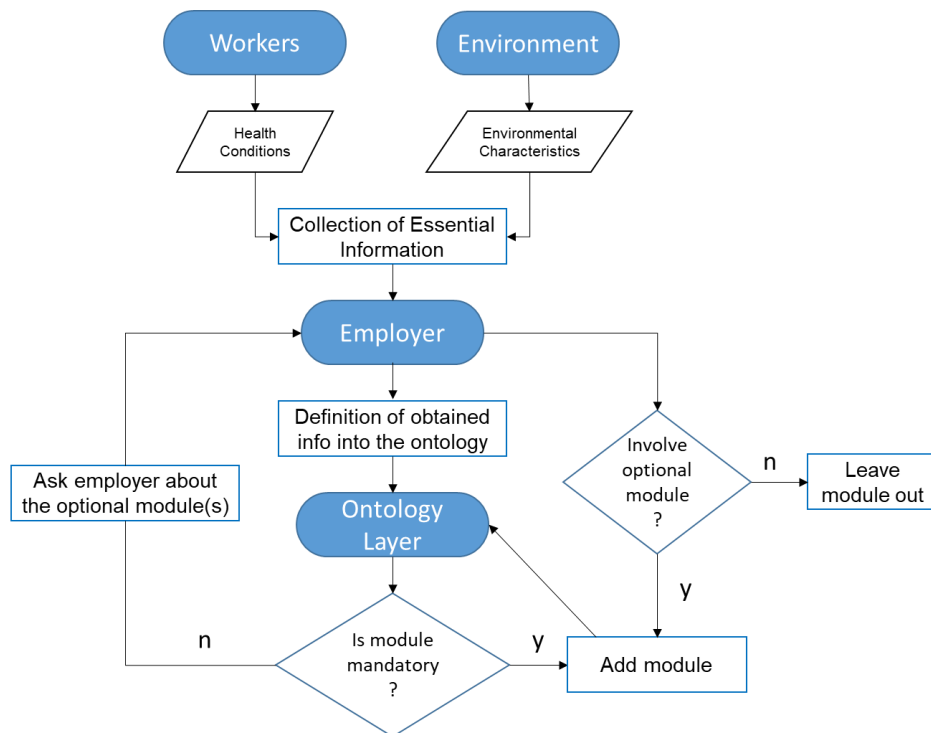 Workers
Environment
Health
Conditions
Environmental
Characteristics
Collection of Essential
Information
Employer
Definition of obtained
info into the ontology
Involve
optional
module
?
n
Leave
module out
Ask employer about
the optional module(s)
Ontology
Layer
y
n
Is module
mandatory
?
y
Add module